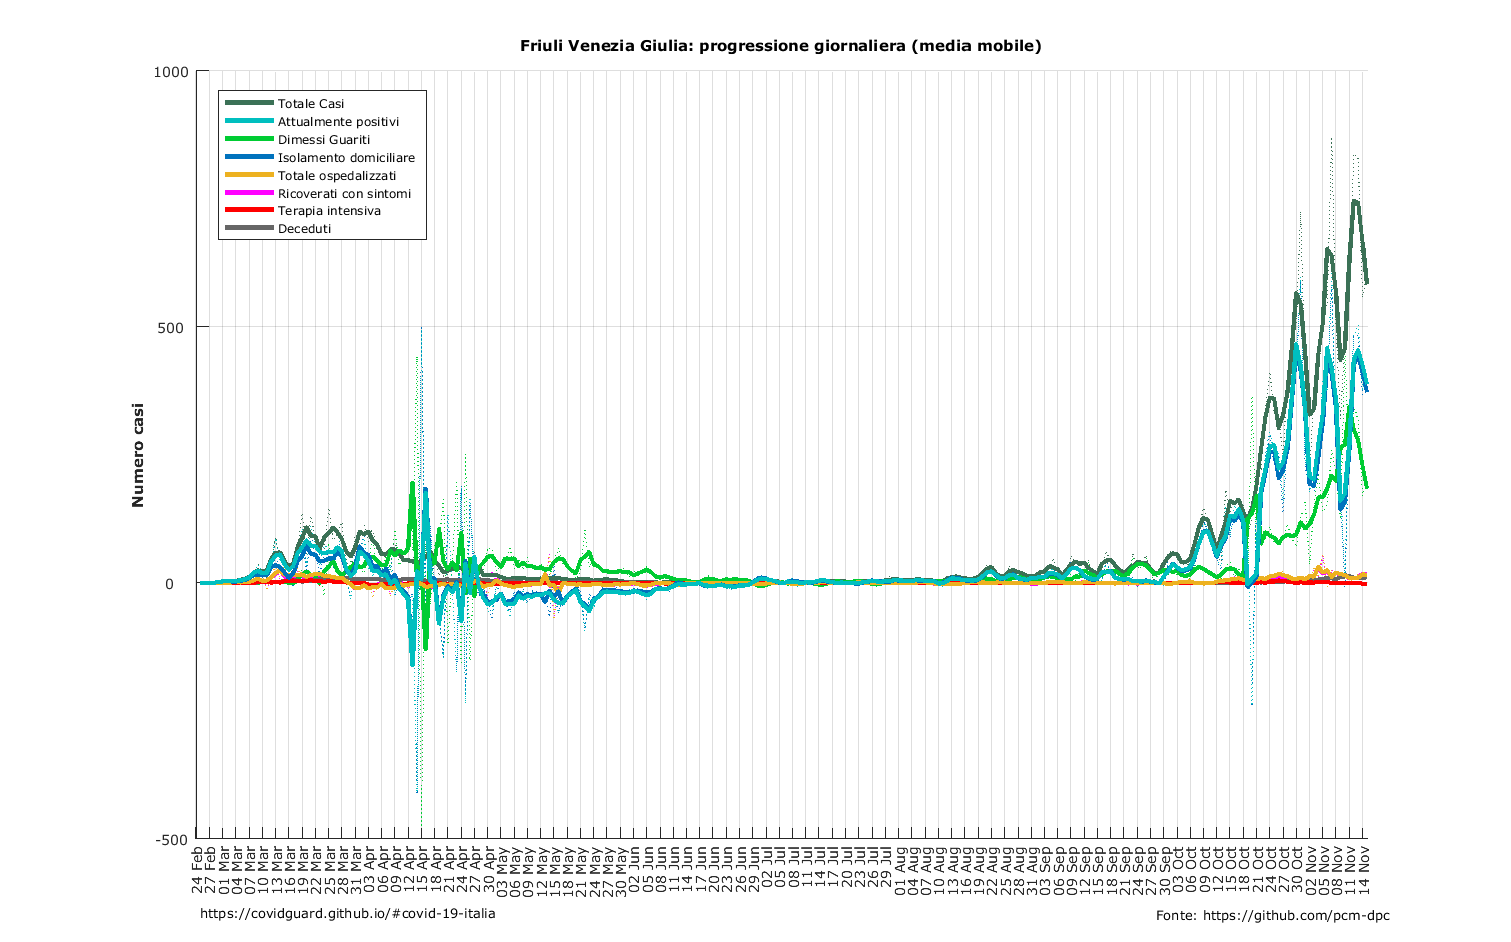 Friuli Venezia Giulia: progressione giornaliera (media mobile)
1000
500
0
-500
Numero casi
Totale Casi
Attualmente positivi
Dimessi Guariti
Isolamento domiciliare
Totale ospedalizzati
Ricoverati con sintomi
Terapia intensiva
Deceduti
24 Feb
27 Feb
01 Mar
04 Mar
07 Mar
10 Mar
13 Mar
16 Mar
19 Mar
22 Mar
25 Mar
28 Mar
31 Mar
03 Apr
06 Apr
09 Apr
12 Apr
15 Apr
18 Apr
21 Apr
24 Apr
27 Apr
30 Apr
03 May
06 May
09 May
12 May
15 May
18 May
21 May
24 May
27 May
30 May
02 Jun
05 Jun
08 Jun
11 Jun
14 Jun
17 Jun
20 Jun
23 Jun
26 Jun
29 Jun
02 Jul
05 Jul
08 Jul
11 Jul
14 Jul
17 Jul
20 Jul
23 Jul
26 Jul
29 Jul
01 Aug
04 Aug
07 Aug
10 Aug
13 Aug
16 Aug
19 Aug
22 Aug
25 Aug
28 Aug
31 Aug
03 Sep
06 Sep
09 Sep
12 Sep
15 Sep
18 Sep
21 Sep
24 Sep
27 Sep
30 Sep
03 Oct
06 Oct
09 Oct
12 Oct
15 Oct
18 Oct
21 Oct
24 Oct
27 Oct
30 Oct
02 Nov
05 Nov
08 Nov
11 Nov
14 Nov
https://covidguard.github.io/#covid-19-italia
Fonte: https://github.com/pcm-dpc